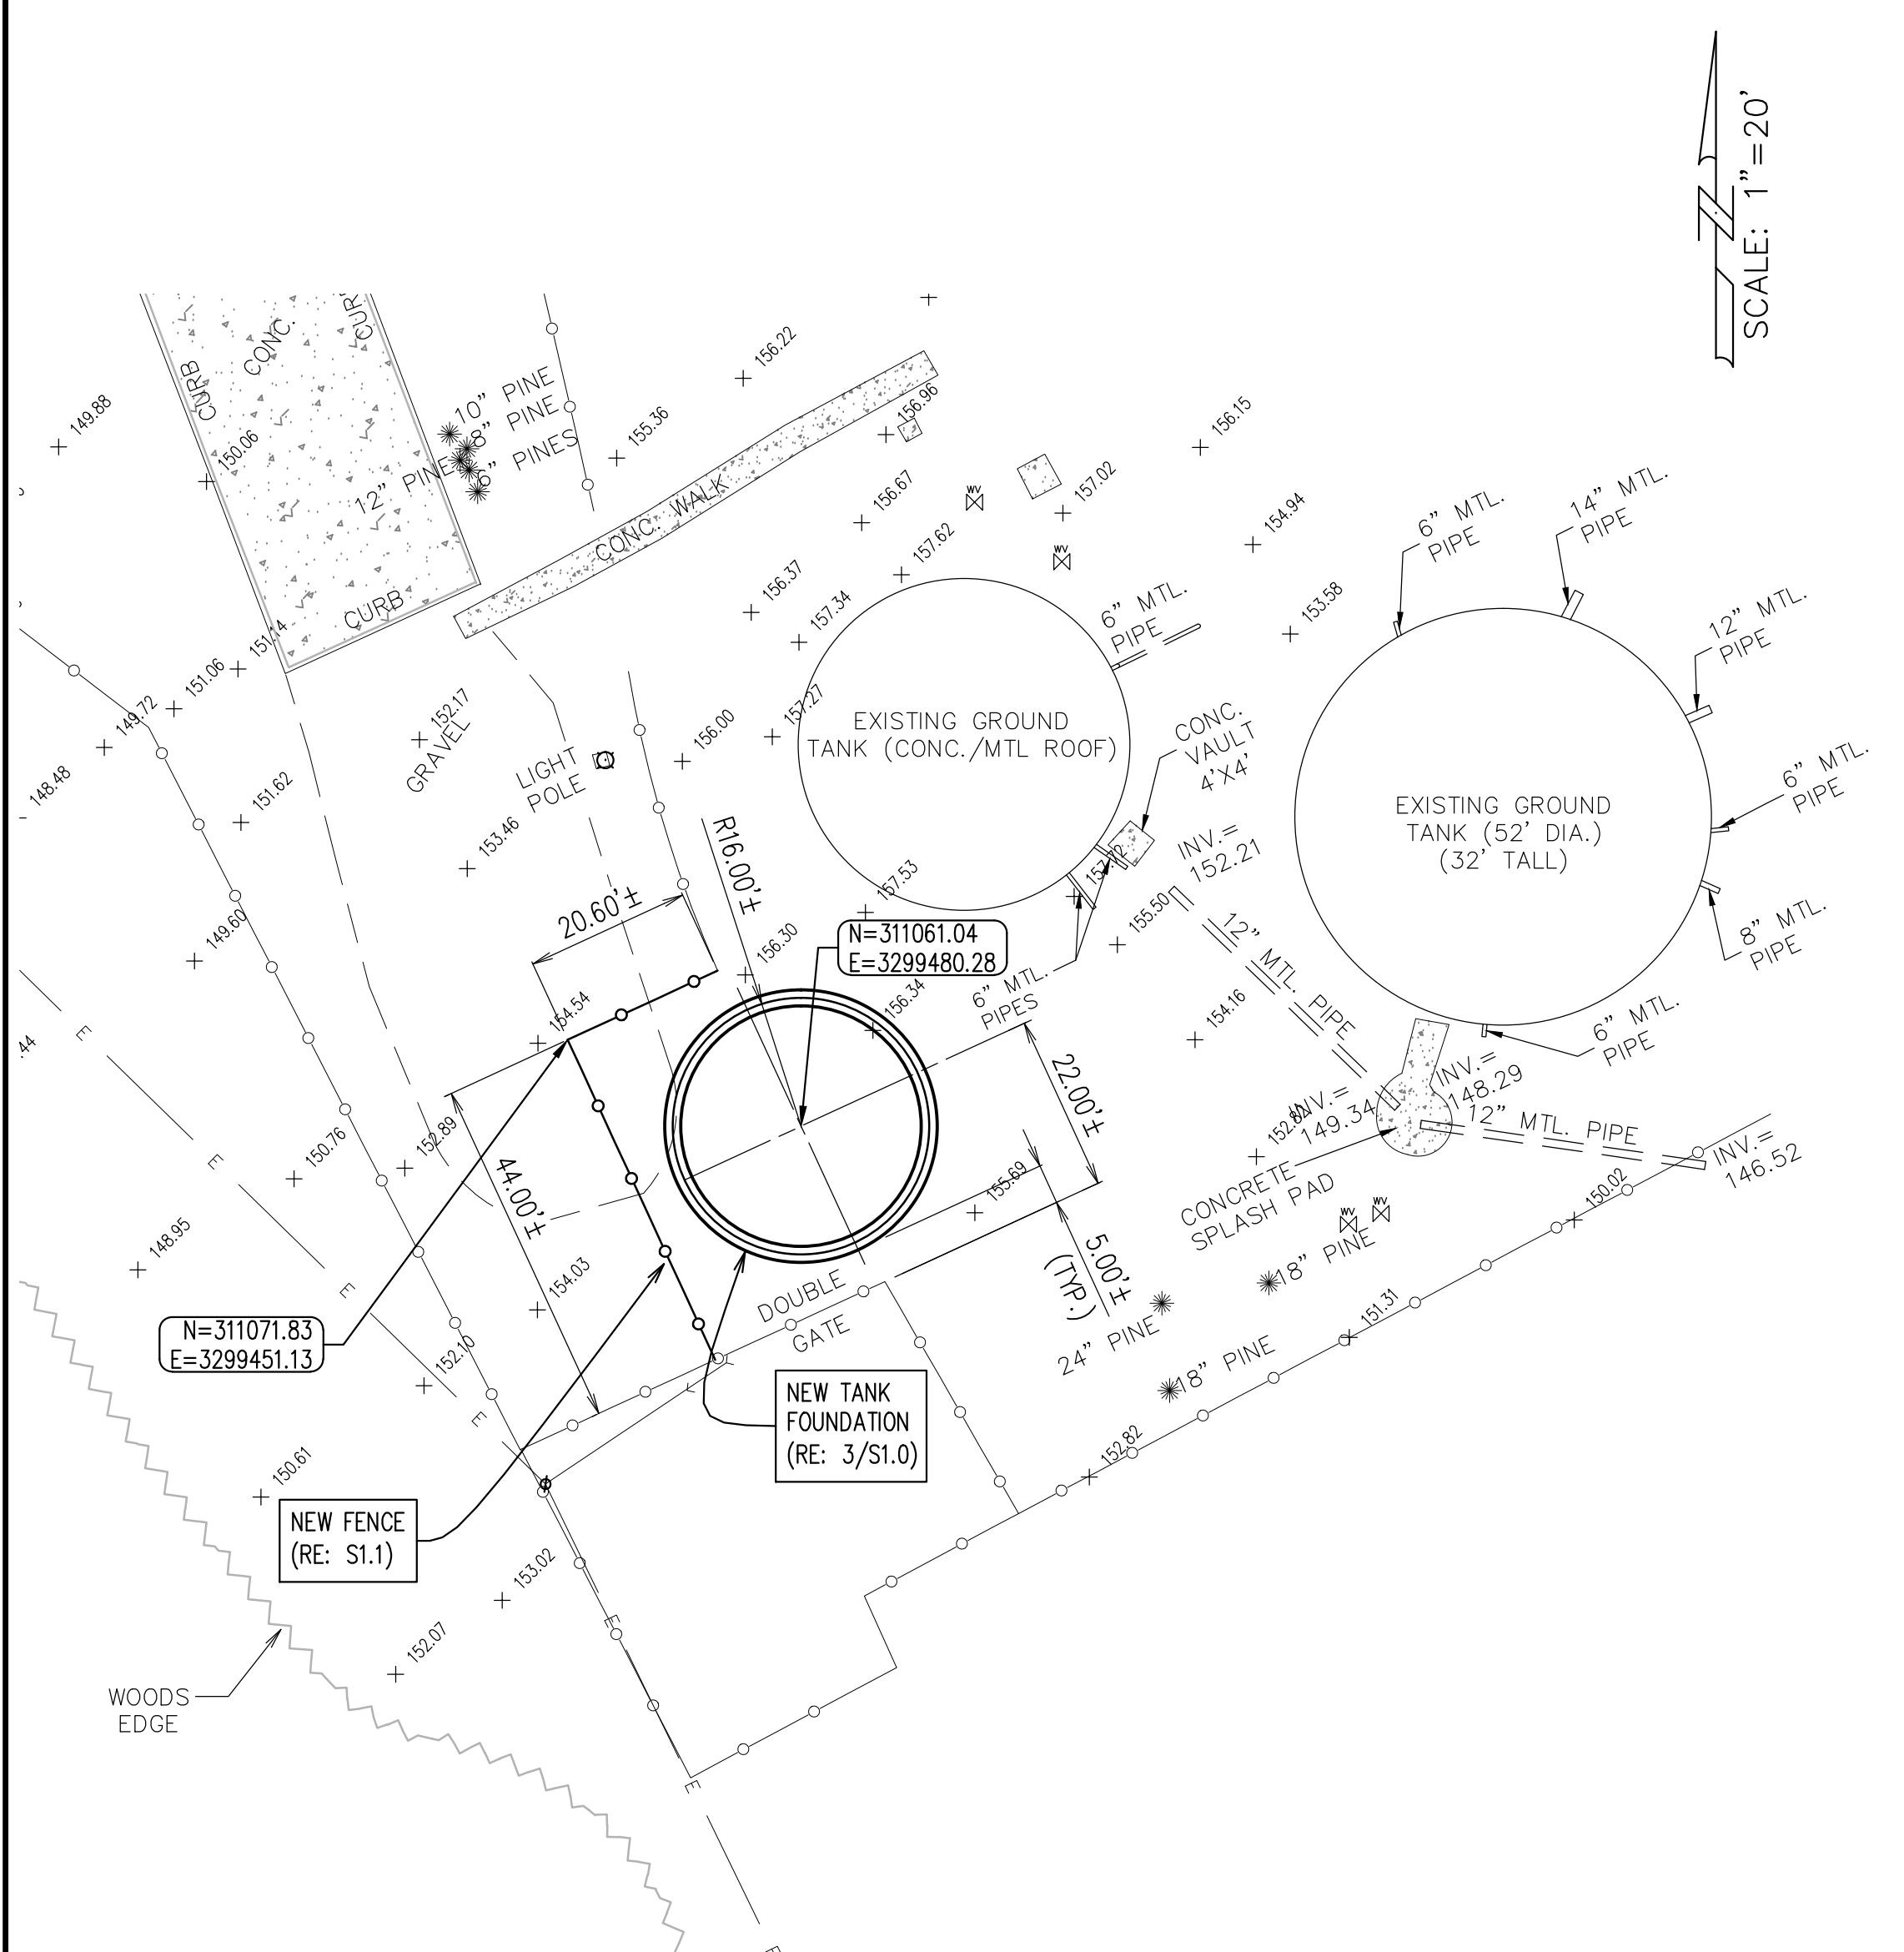 SCALE: 1"=20'
N
CURB
CONC.
CURB
CURB
149.88
150.06
10" PINE
8" PINE
6" PINES
12" PINE
156.22
155.36
156.96
CONC. WALK
156.67
157.62
157.02
WV
WV
156.15
154.94
153.58
156.37
157.34
157.27
151.14
151.06
149.72
148.48
151.62
152.17
GRAVEL
LIGHT
POLE
156.00
153.46
149.60
EXISTING GROUND
TANK (CONC./MTL ROOF)
6" MTL.
PIPE
CONC.
VAULT
4'X4'
6" MTL.
PIPE
14" MTL.
PIPE
12" MTL.
PIPE
6" MTL.
PIPE
8" MTL.
PIPE
6" MTL.
PIPE
EXISTING GROUND
TANK (52' DIA.)
(32' TALL)
INV.=
152.21
157.72
155.50
157.53
R16.00'±
20.60'±
156.30
N=311061.04
E=3299480.28
156.34
6" MTL.
PIPES
12" MTL. PIPE
154.16
154.54
.44
E
E
E
E
E
E
E
22.00'±
44.00'±
152.89
150.76
148.95
155.69
5.00'±
(TYP.)
INV.=
149.34
INV.=
148.29
12" MTL. PIPE
INV.=
146.52
CONCRETE
SPLASH PAD
WV
WV
150.02
18" PINE
24" PINE
18" PINE
151.31
152.82
DOUBLE
GATE
154.03
152.10
N=311071.83
E=3299451.13
NEW TANK
FOUNDATION
(RE: 3/S1.0)
NEW FENCE
(RE: S1.1)
150.61
153.02
152.07
WOODS
EDGE